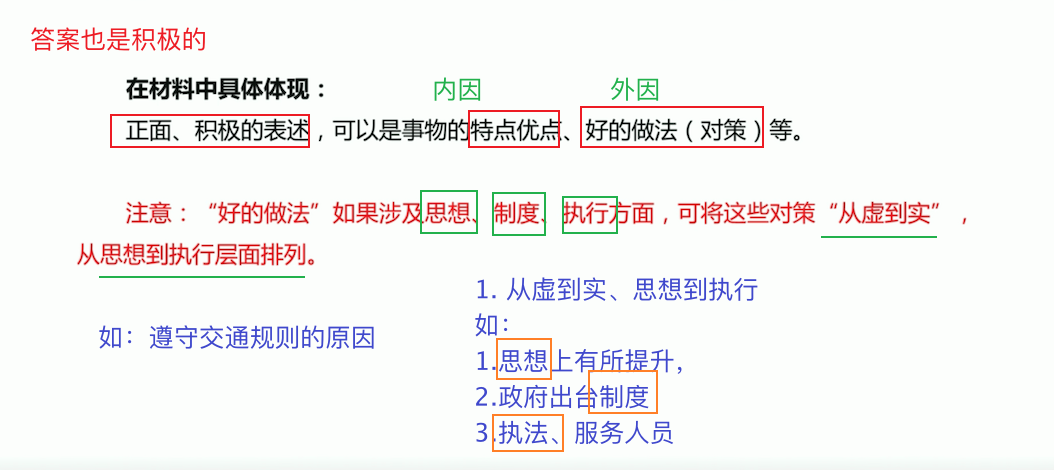 答案也是积极的
在材料中具体体现：
内因 外因
正面、积极的表述，可以是事物的特点优点、好的做法（对策）等。
注意：“好的做法”如果涉及思想、制度、执行方面，可将这些对策“从虚到实”，
从思想到执行层面排列。
1. 从虚到实、思想到执行
如：
如：遵守交通规则的原因
1.思想上有所提升，
2.政府出台制度
3.执法、服务人员